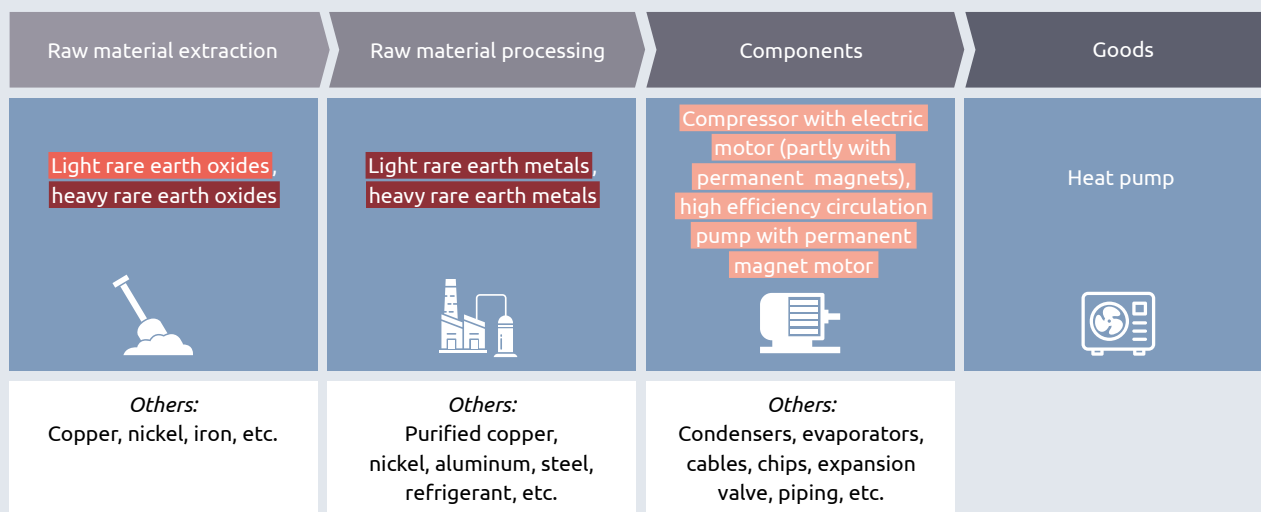 Raw material extraction
Raw material processing
Components
Goods
Light rare earth oxides,
heavy rare earth oxides
Light rare earth metals,
heavy rare earth metals
Compressor with electric
motor (partly with
permanent magnets),
high efficiency circulation
pump with permanent
magnet motor
Heat pump
Others:
Copper, nickel, iron, etc.
Others:
Purified copper,
nickel, aluminum, steel,
refrigerant, etc.
Others:
Condensers, evaporators,
cables, chips, expansion
valve, piping, etc.